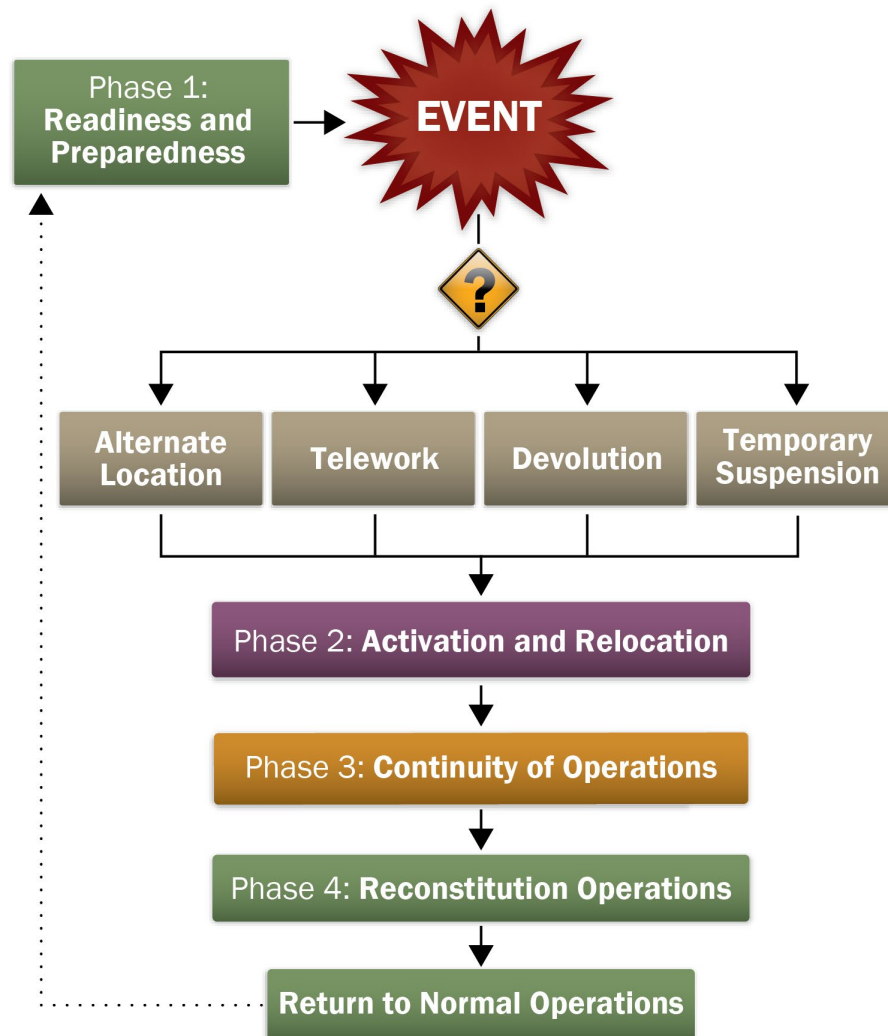 Phase 1:
Readiness and
Preparedness
EVENT
?
Alternate
Location
Telework
Devolution
Temporary
Suspension
Phase 2: Activation and Relocation
Phase 3: Continuity of Operations
Phase 4: Reconstitution Operations
Return to Normal Operations